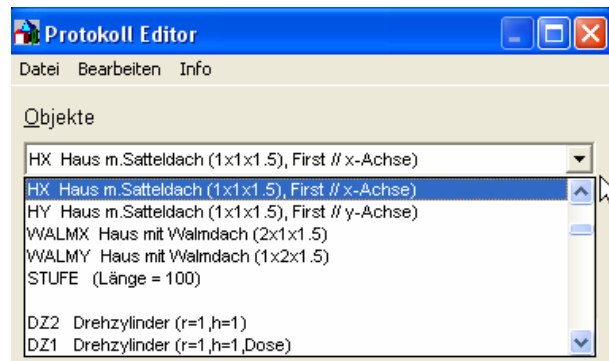 Protokoll Editor
Datei Bearbeiten Info
Objekte
HX Haus m.Satteldach (1x1x1.5), First // x-Achse)
HX Haus m.Satteldach (1x1x1.5), First // x-Achse)
HY Haus m.Satteldach (1x1x1.5), First // y-Achse)
WALMX Haus mit Walmdach (2x1x1.5)
WALMY Haus mit Walmdach (1x2x1.5)
STUFE (Länge = 100)
DZ2 Drehzylinder (r=1,h=1)
DZ1 Drehzylinder (r=1,h=1,Dose)